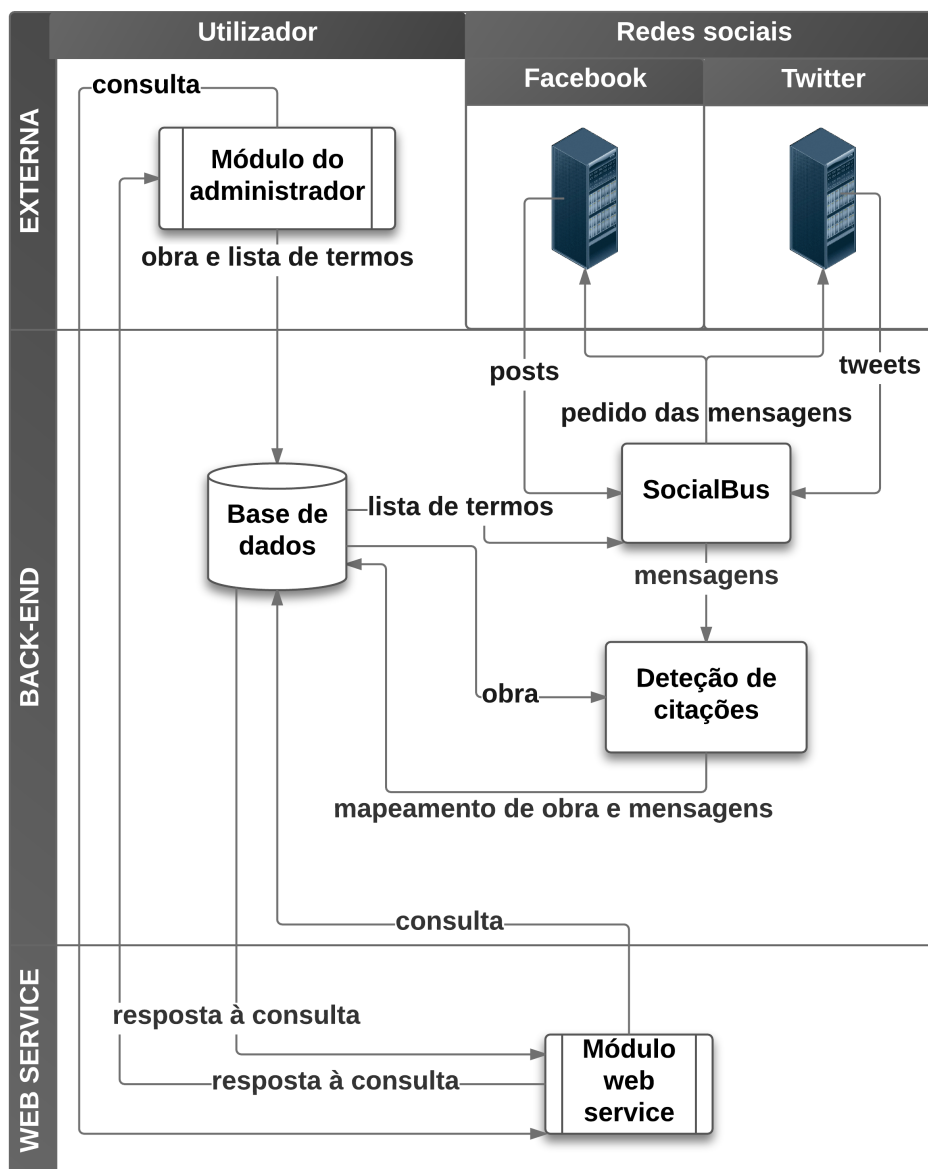 Utilizador
Redes sociais
Facebook
Twitter
EXTERNA
consulta
Módulo do
administrador
obra e lista de termos
posts
tweets
pedido das mensagens
BACK-END
SocialBus
Base de
dados
lista de termos
mensagens
Deteção de
citações
obra
mapeamento de obra e mensagens
consulta
WEB SERVICE
resposta à consulta
Módulo
web
service
resposta à consulta